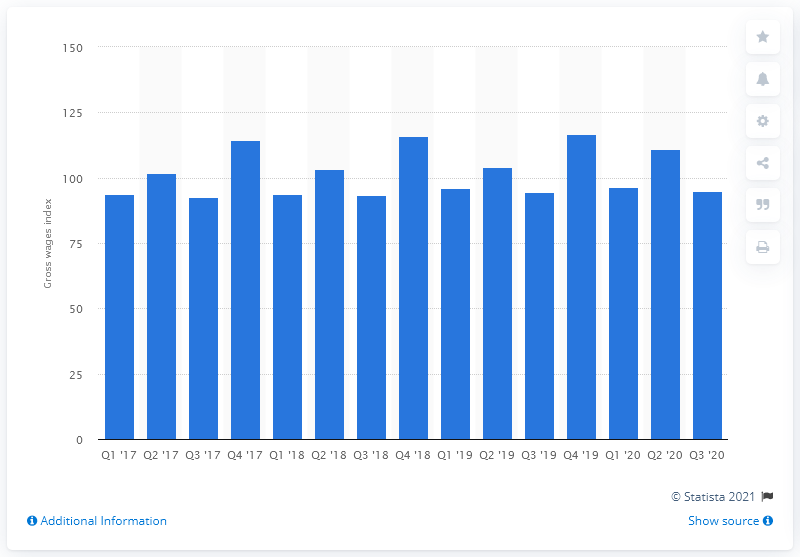 150
125
100
75
50
25
0
Gross wages index
Q1 '17 Q2 '17 Q3 '17 Q4 '17 Q1 '18 Q2 '18 Q3 '18 Q4 '18 Q1 '19 Q2 '19 Q3 '19 Q4 '19 Q1 '20 Q2 '20 Q3 '20
© Statista 2021
Additional Information
Show source